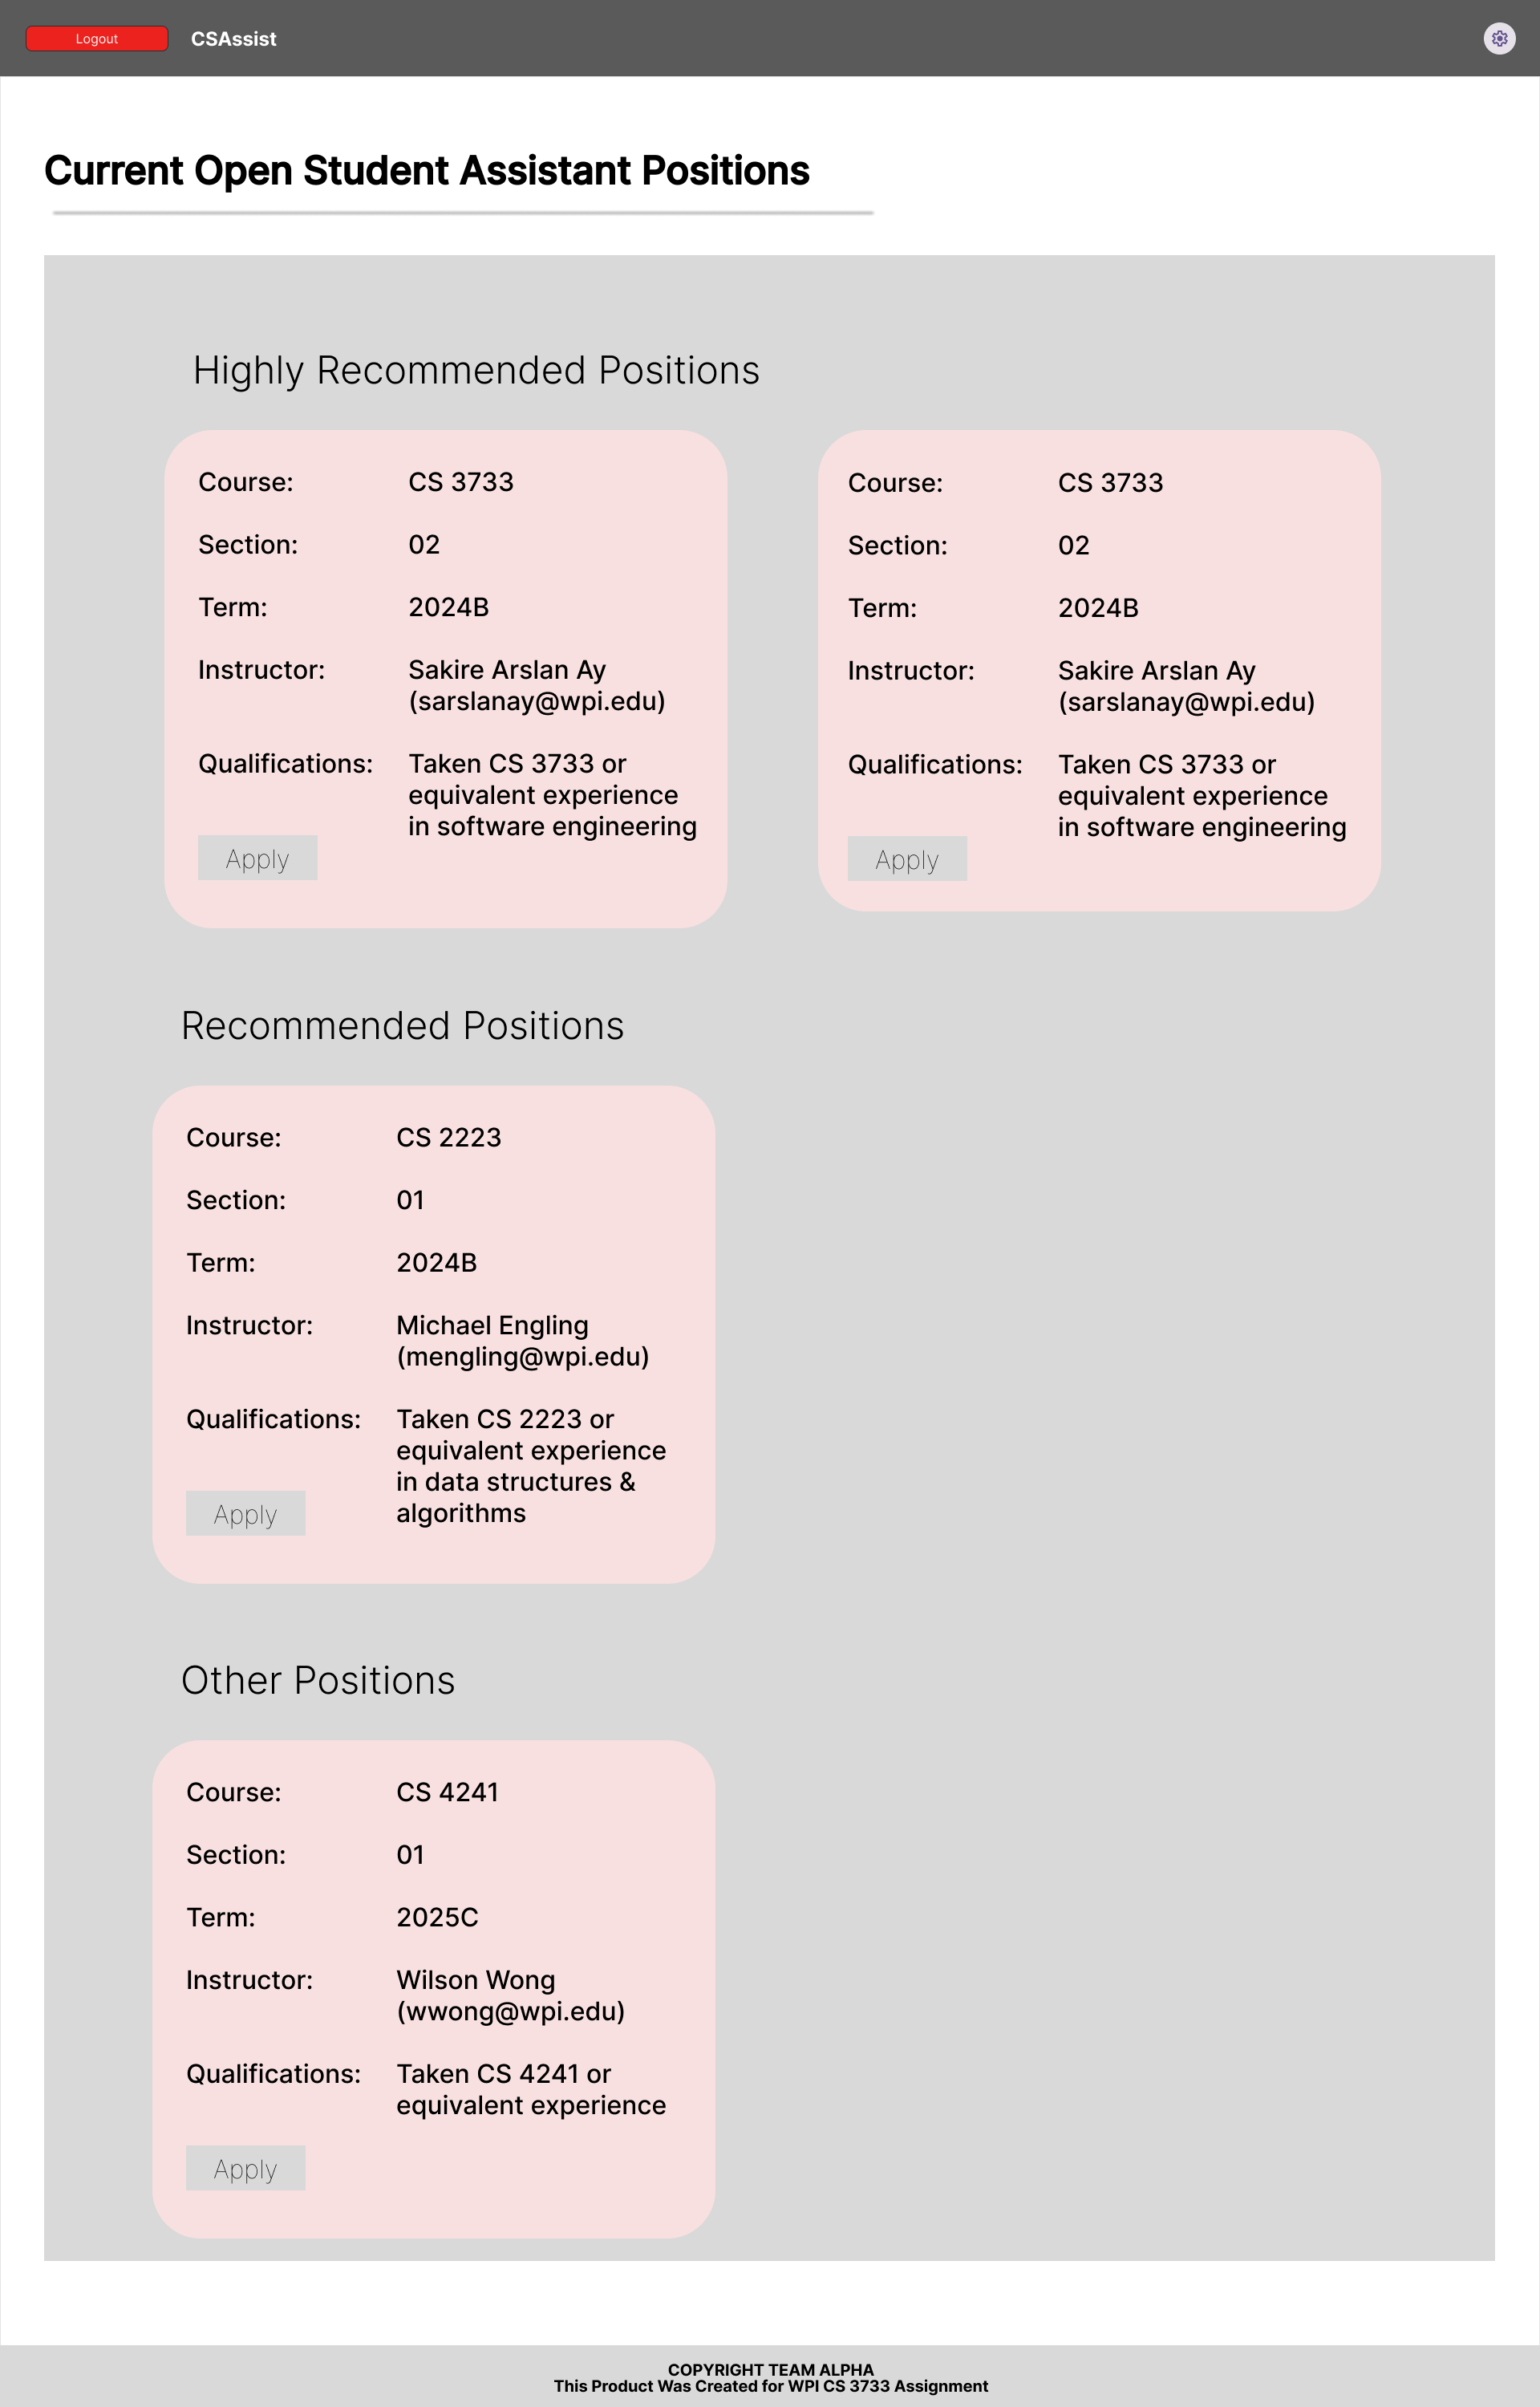 Logout
CSAssist
Current Open Student Assistant Positions
Highly Recommended Positions
Course: CS 3733
Section: 02
Term: 2024B
Instructor: Sakire Arslan Ay
(sarslanay@wpi.edu)
Qualifications: Taken CS 3733 or
equivalent experience
in software engineering
Apply
Course: CS 3733
Section: 02
Term: 2024B
Instructor: Sakire Arslan Ay
(sarslanay@wpi.edu)
Qualifications: Taken CS 3733 or
equivalent experience
in software engineering
Apply
Recommended Positions
Course: CS 2223
Section: 01
Term: 2024B
Instructor: Michael Engling
(mengling@wpi.edu)
Qualifications: Taken CS 2223 or
equivalent experience
in data structures &
algorithms
Apply
Other Positions
Course: CS 4241
Section: 01
Term: 2025C
Instructor: Wilson Wong
(wwong@wpi.edu)
Qualifications: Taken CS 4241 or
equivalent experience
Apply
COPYRIGHT TEAM ALPHA
This Product Was Created for WPI CS 3733 Assignment